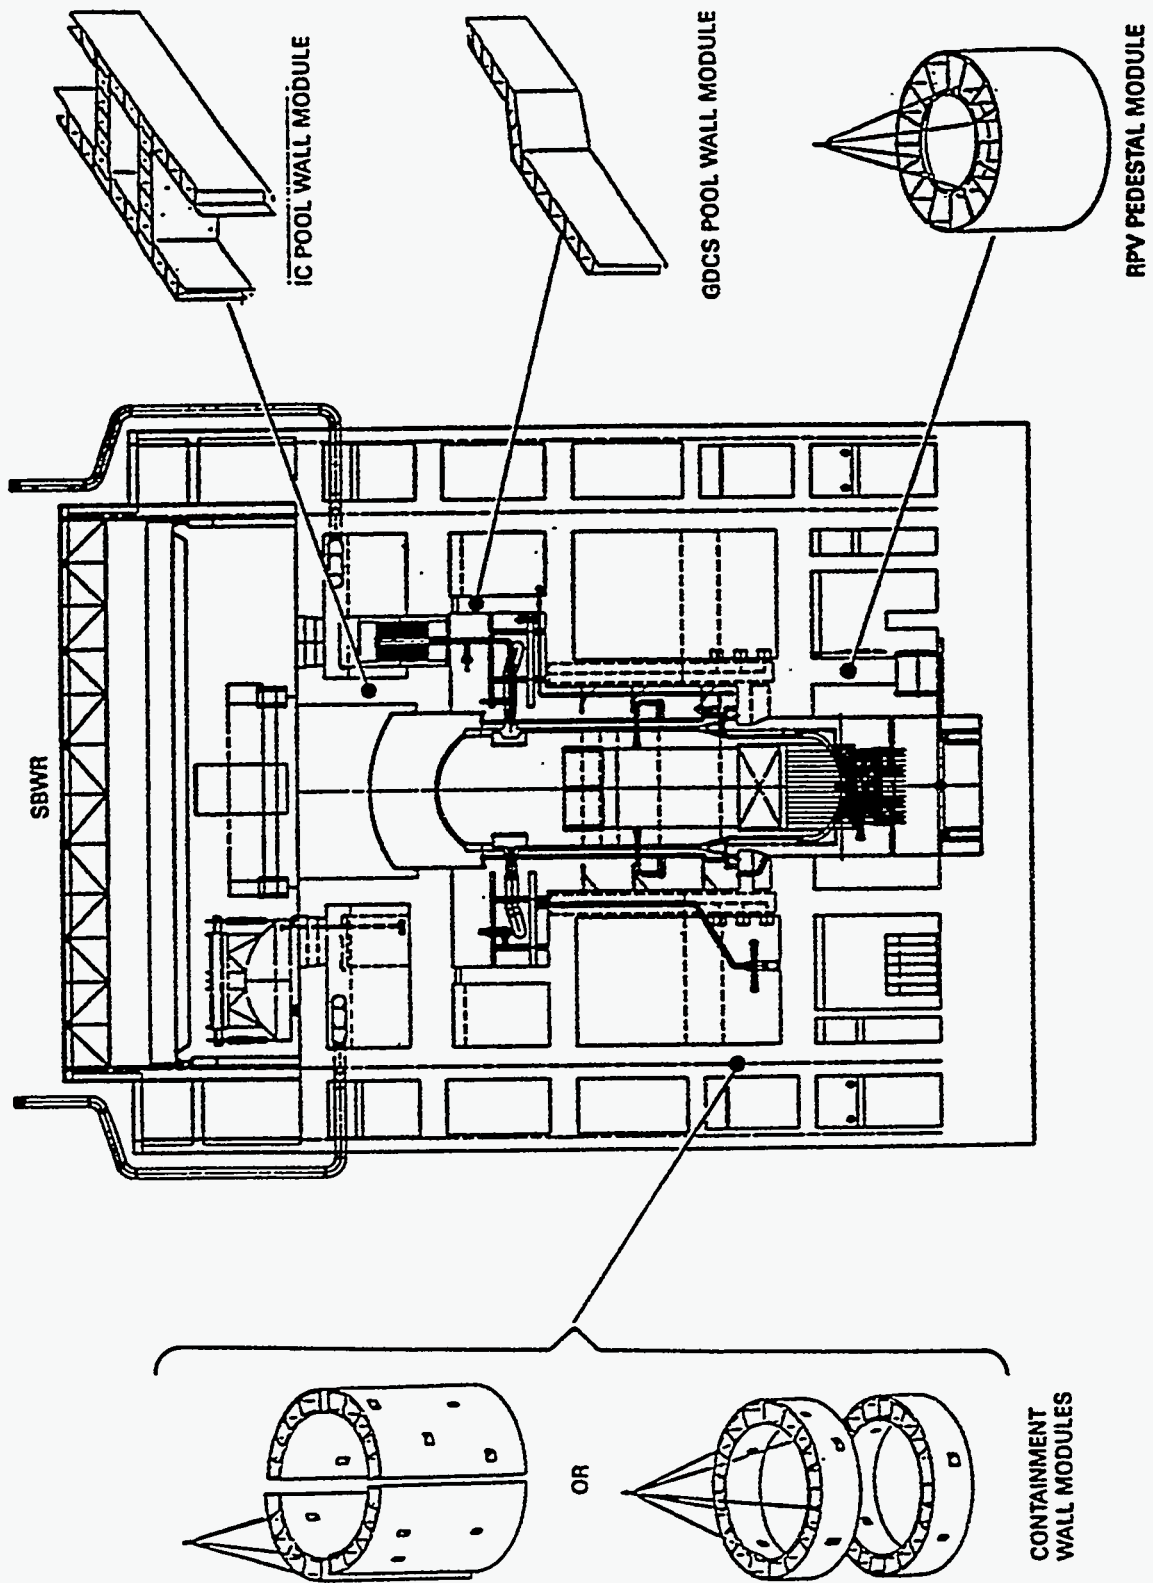 SBWR
IC POOL WALL MODULE
GDCS POOL WALL MODULE
RPV PEDESTAL MODULE
OR
CONTAINMENT
WALL MODULES